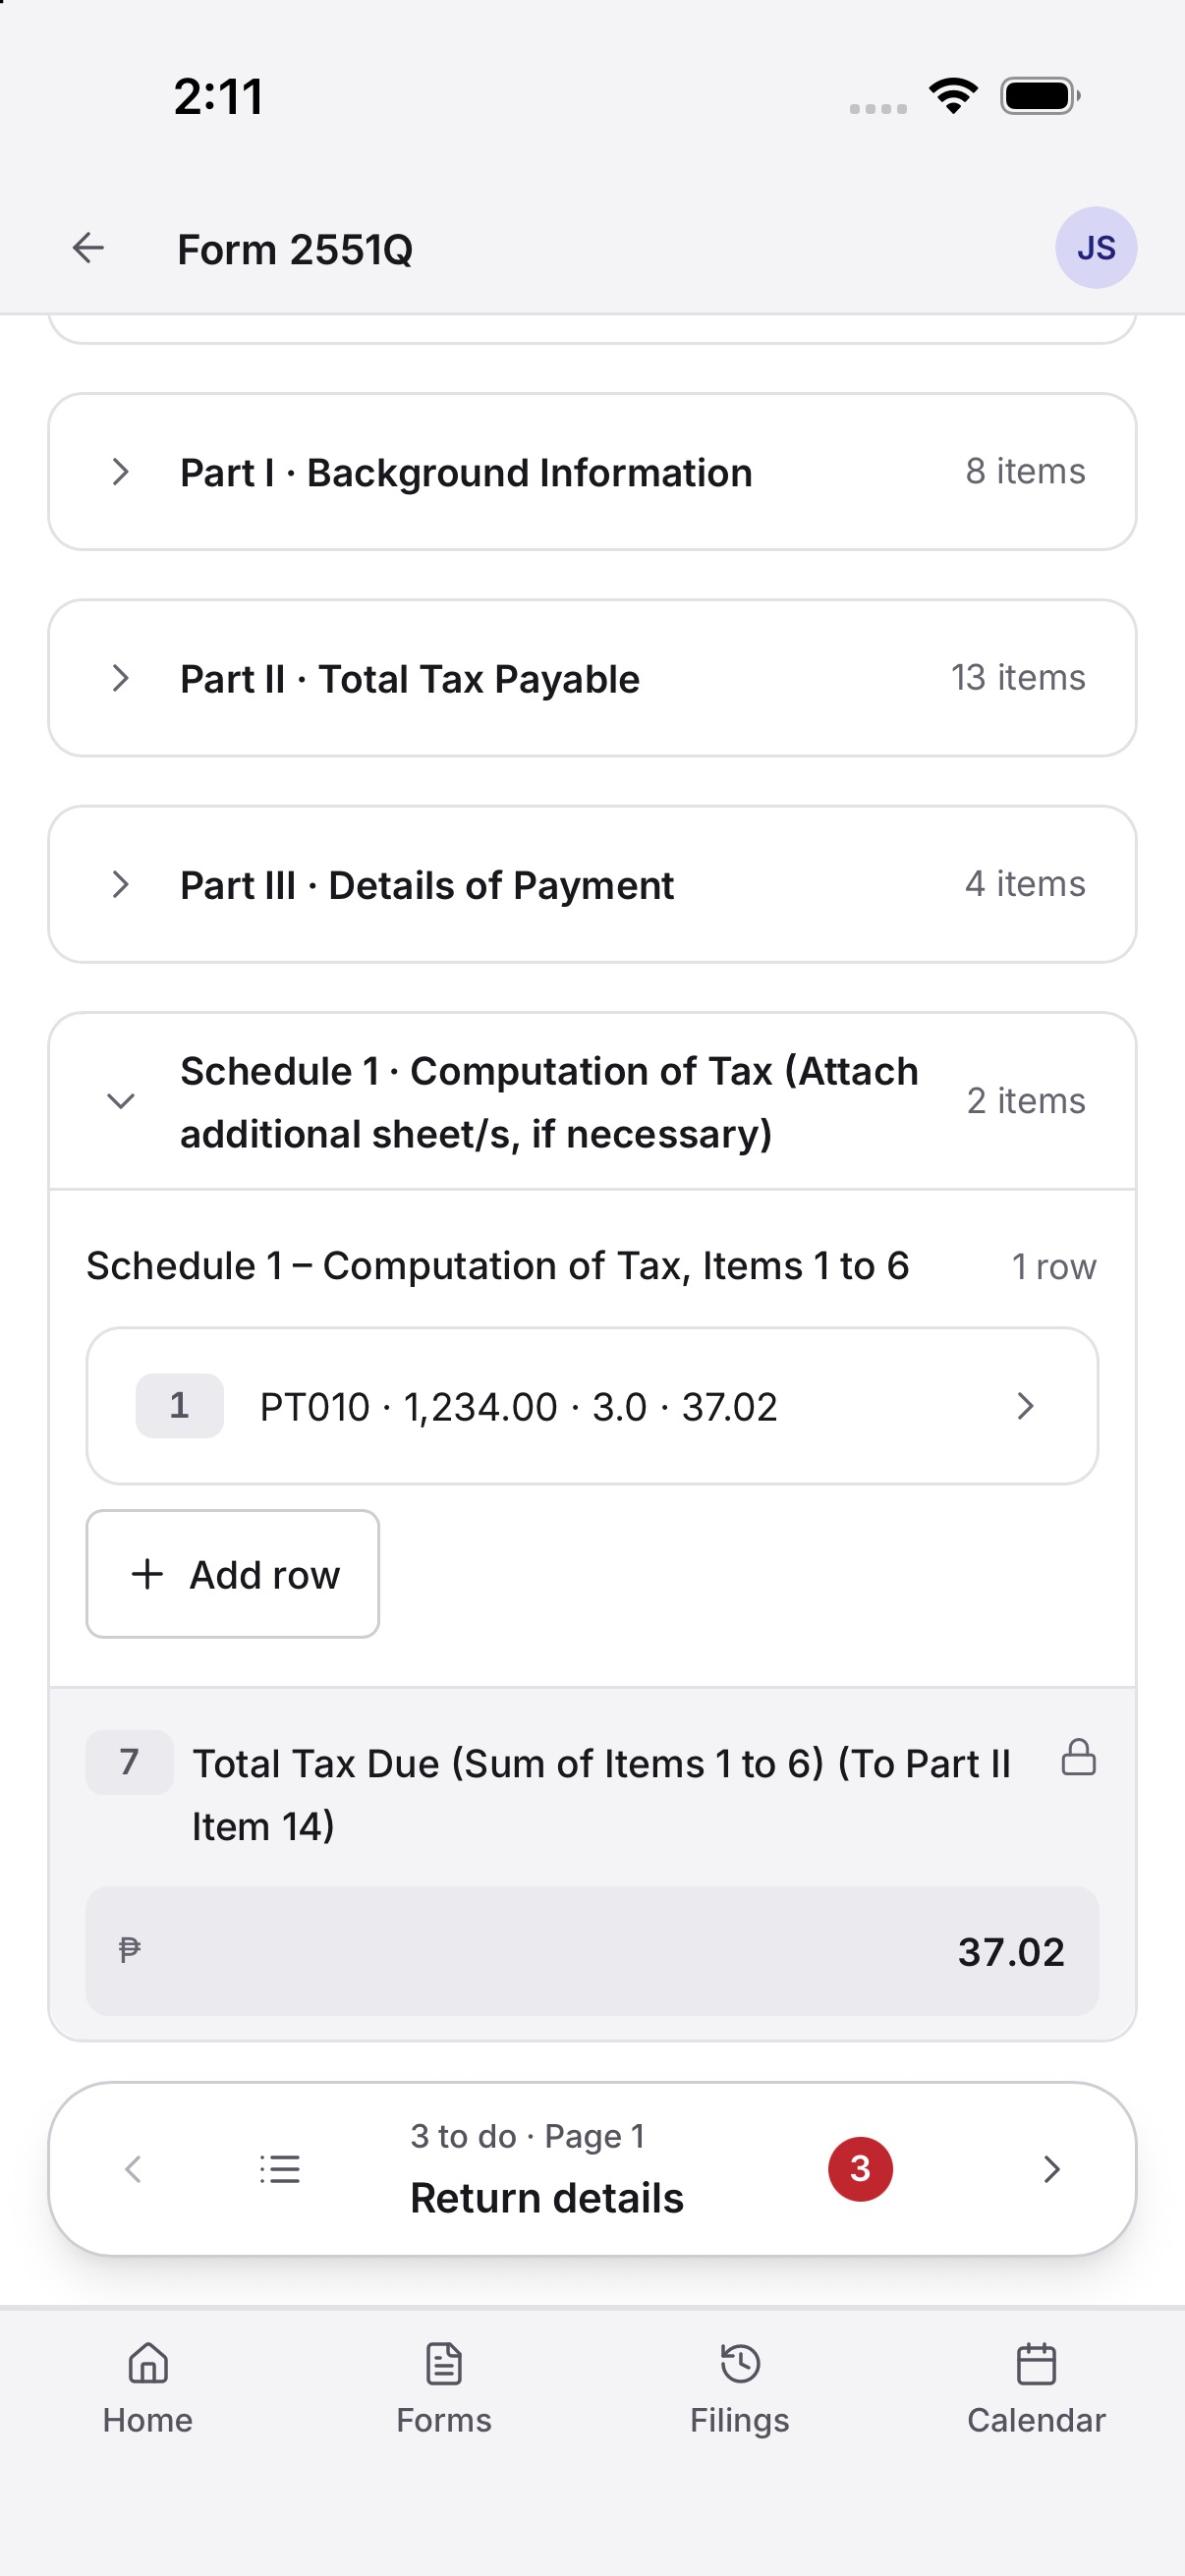 2:11
Form 2551Q
JS
Part I · Background Information
8 items
Part II · Total Tax Payable
13 items
Part III · Details of Payment
4 items
Schedule 1 · Computation of Tax (Attach
additional sheet/s, if necessary)
2 items
Schedule 1 – Computation of Tax, Items 1 to 6
1 row
1
PT010 · 1,234.00 · 3.0 · 37.02
Add row
7
Total Tax Due (Sum of Items 1 to 6) (To Part II
Item 14)
₱
37.02
3 to do · Page 1
Return details
3
Home
Forms
Filings
Calendar